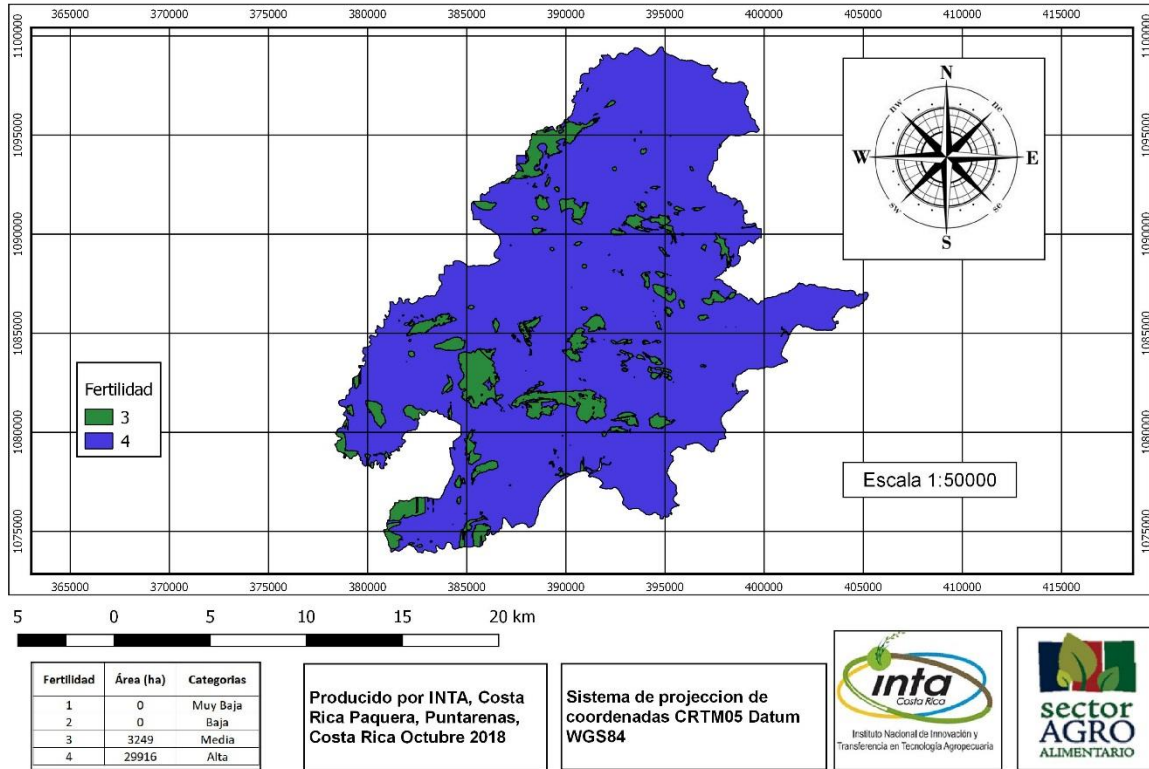 365000 370000 375000 380000 385000 390000 395000 400000 405000 410000 415000
1100000 1100000
1095000 1095000
1090000 1090000
1085000 1085000
1080000 1080000
1075000 1075000
N
nw ne
W E
sw se
S
Fertilidad
3
4
Escala 1:50000
365000 370000 375000 380000 385000 390000 395000 400000 405000 410000 415000
5 0 5 10 15 20 km
Fertilidad Área (ha) Categorias
1 0 Muy Baja
2 0 Baja
3 3249 Media
4 29916 Alta
Producido por INTA, Costa
Rica Paquera, Puntarenas,
Costa Rica Octubre 2018
Sistema de projeccion de
coordenadas CRTM05 Datum
WGS84
inta
Costa Rica
Instituto Nacional de Innovación y
Transferencia en Tecnología Agropecuaria
sector
AGRO
ALIMENTARIO